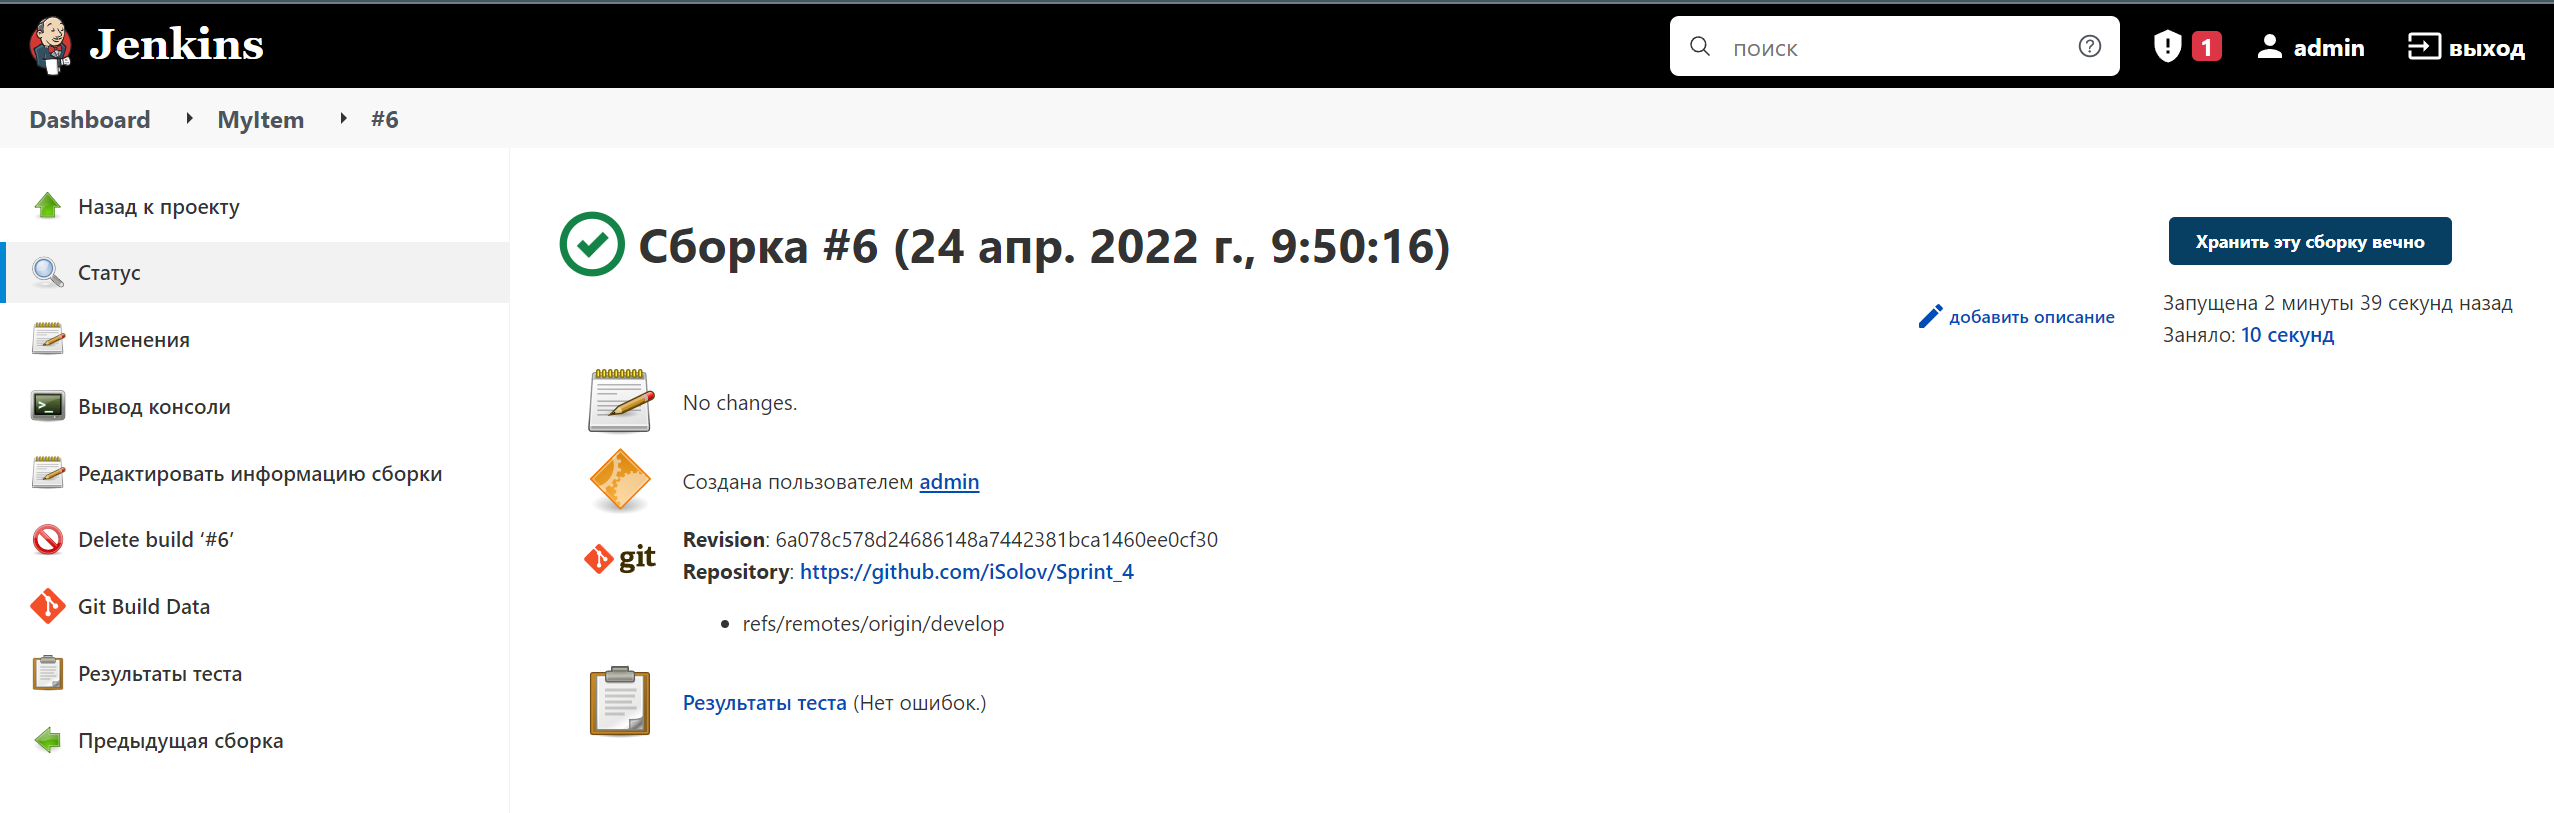 Jenkins
поиск
1
admin
выход
Dashboard MyItem #6
Назад к проекту
Статус
Изменения
Вывод консоли
Редактировать информацию сборки
Delete build ‘#6’
Git Build Data
Результаты теста
Предыдущая сборка
Сборка #6 (24 апр. 2022 г., 9:50:16)
Хранить эту сборку вечно
добавить описание
Запущена 2 минуты 39 секунд назад
Заняло: 10 секунд
No changes.
Создана пользователем admin
git
Revision: 6a078c578d24686148a7442381bca1460ee0cf30
Repository: https://github.com/iSolov/Sprint_4
refs/remotes/origin/develop
Результаты теста (Нет ошибок.)